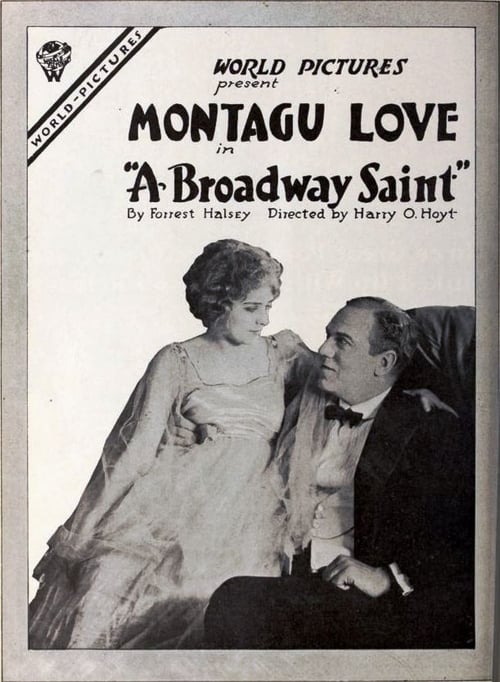 WORLD-PICTURES
WORLD PICTURES
present
MONTAGU LOVE
in
"A Broadway Saint"
By Forrest Halsey Directed by Harry O. Hoyt